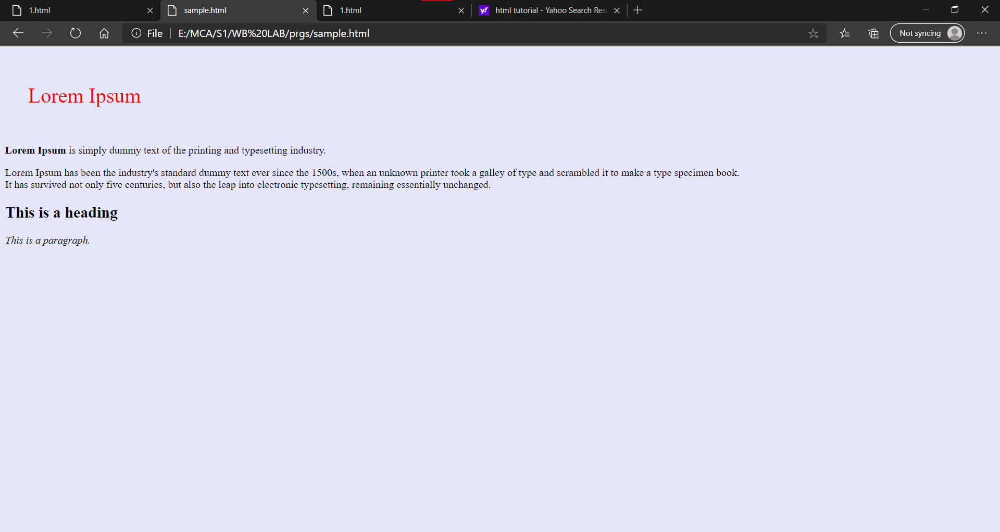 1.html
sample.html
1.html
y! html tutorial - Yahoo Search Res
File E:/MCA/S1/WB%20LAB/prgs/sample.html
Not syncing
Lorem Ipsum
Lorem Ipsum is simply dummy text of the printing and typesetting industry.
Lorem Ipsum has been the industry's standard dummy text ever since the 1500s, when an unknown printer took a galley of type and scrambled it to make a type specimen book.
It has survived not only five centuries, but also the leap into electronic typesetting, remaining essentially unchanged.
This is a heading
This is a paragraph.